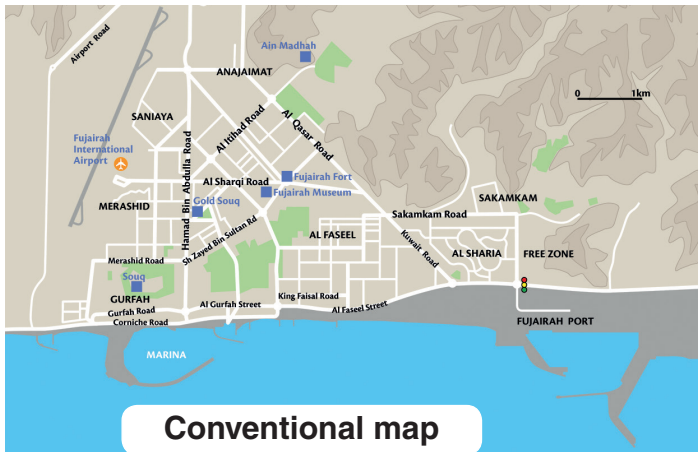 Airport Road
Ain Madhah
ANAJAIMAT
0 1km
SANIAYA
Al Itihad Road
Al Qasar Road
Fujairah
International
Airport
Hamad Bin Abdulla Road
Al Sharqi Road
Fujairah Fort
Fujairah Museum
MERASHID
Gold Souq
SAKAMKAM
Sakamkam Road
Sh Zayed Bin Sultan Rd
AL FASEEL
Kuwait Road
AL SHARIA
FREE ZONE
Merashid Road
Souq
GURFAH
Al Gurfah Street
King Faisal Road
Al Faseel Street
Gurfah Road
Corniche Road
FUJAIRAH PORT
MARINA
Conventional map